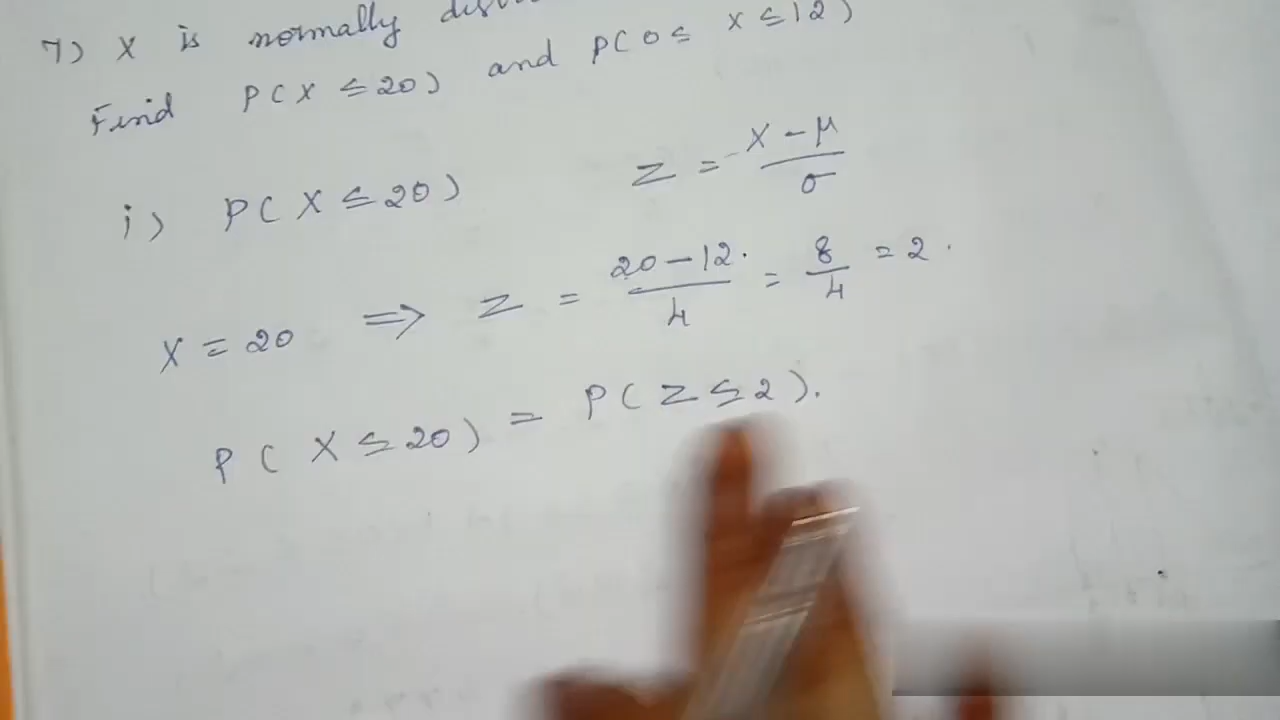 7) X is normally
Find P(X ≤ 20) and P(0 ≤ X ≤ 12)
i) P(X ≤ 20) Z = X - μ / σ
X = 20 ⇒ Z = 20 - 12 / 4 = 8 / 4 = 2.
P(X ≤ 20) = P(Z ≤ 2).